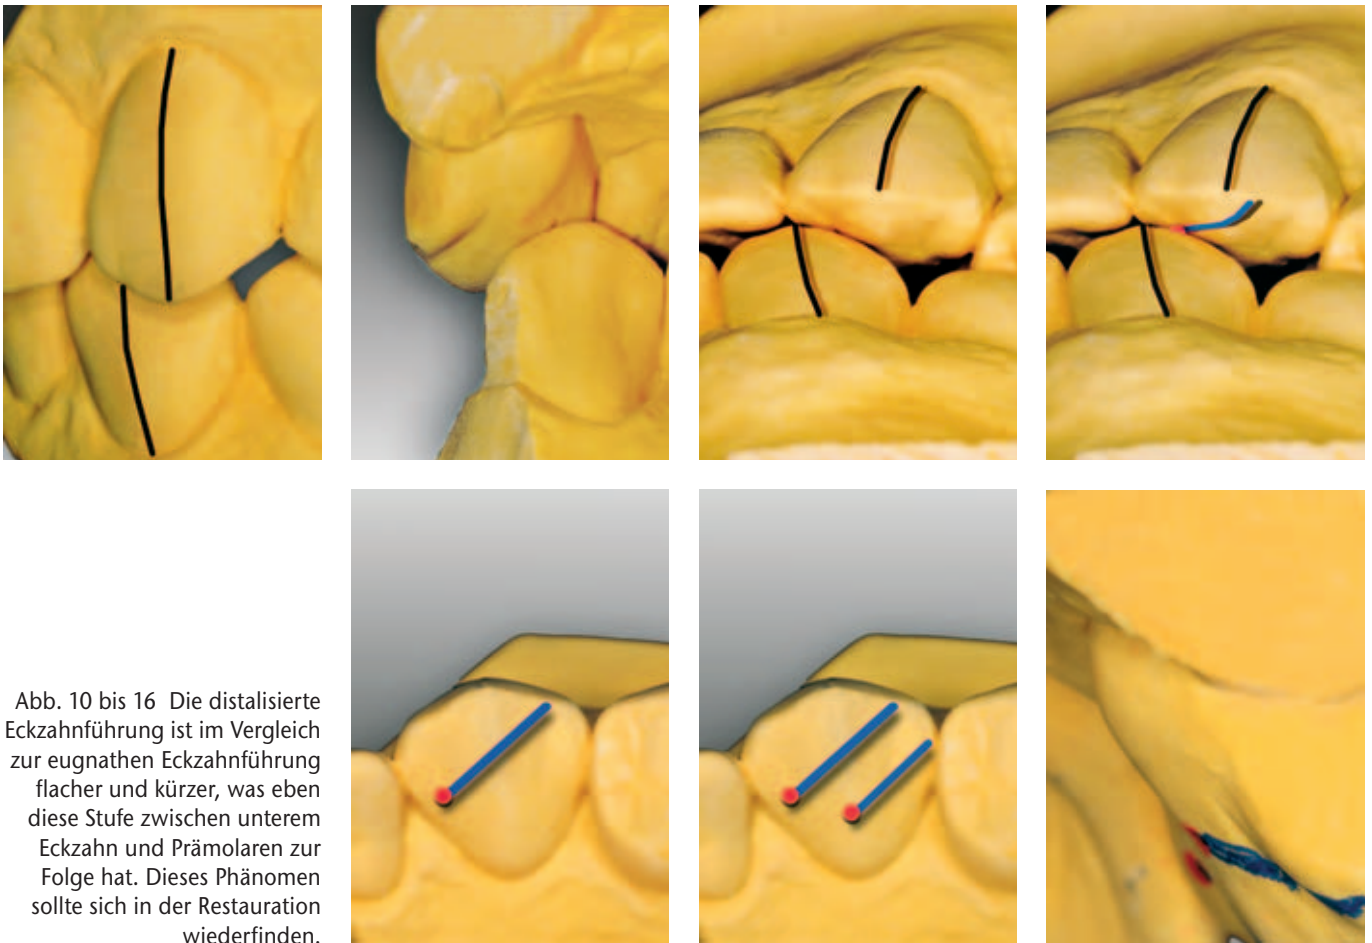 Abb. 10 bis 16 Die distalisierte
Eckzahnführung ist im Vergleich
zur eugnathen Eckzahnführung
flacher und kürzer, was eben
diese Stufe zwischen unterem
Eckzahn und Prämolaren zur
Folge hat. Dieses Phänomen
sollte sich in der Restauration
wiederfinden.